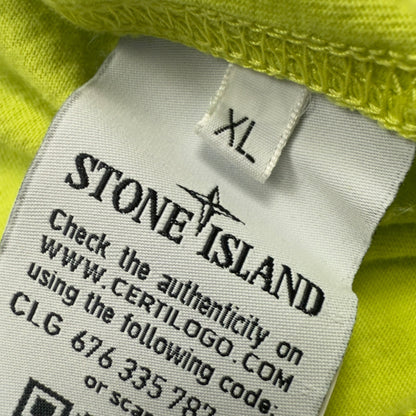 XL
STONE ISLAND
Check the authenticity on
WWW.CERTILOGO.COM
using the following code:
CLG 676 335 787
or scan